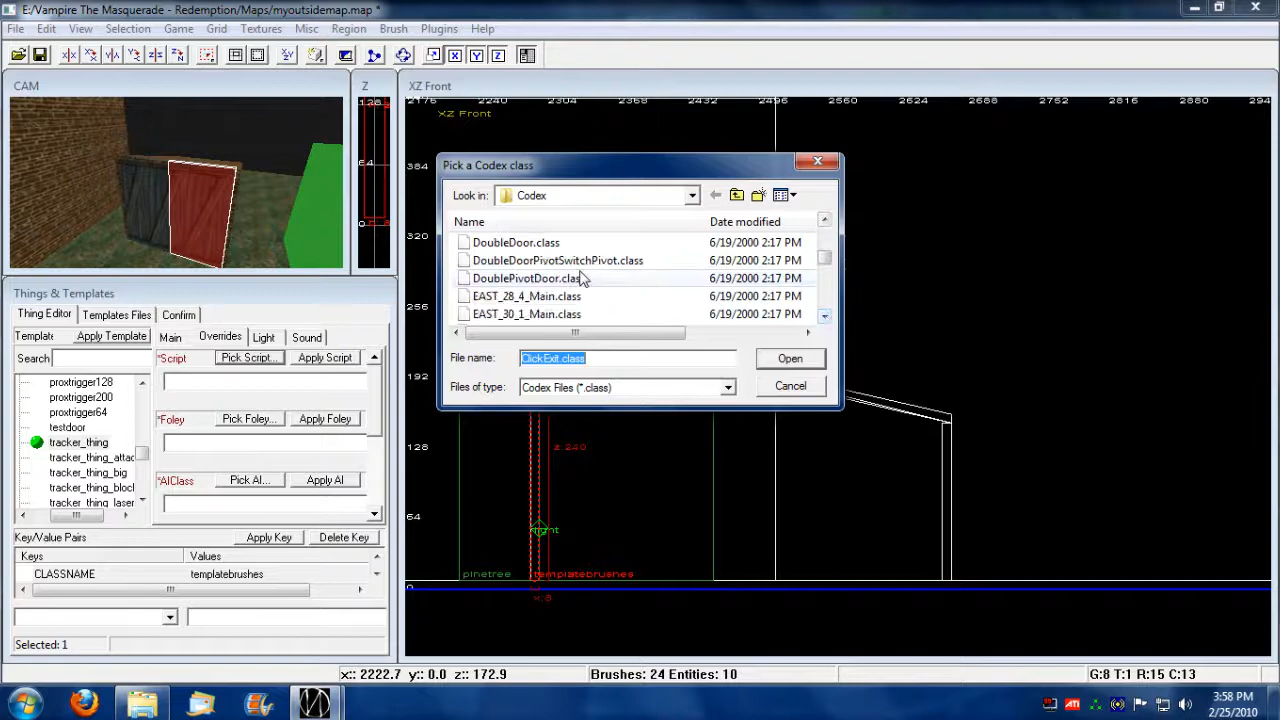 E:/Vampire The Masquerade - Redemption/Maps/myoutsidemap.map *
File Edit View Selection Game Grid Textures Misc Region Brush Plugins Help
CAM
Z
XZ Front
2176 2240 2304 2368 2432 2496 2560 2624 2688 2752 2816 2880 294
XZ Front
384
320
256
192
128
64
0
64
0
Pick a Codex class
Look in: Codex
Name Date modified
DoubleDoor.class 6/19/2000 2:17 PM
DoubleDoorPivotSwitchPivot.class 6/19/2000 2:17 PM
DoublePivotDoor.class 6/19/2000 2:17 PM
EAST_28_4_Main.class 6/19/2000 2:17 PM
EAST_30_1_Main.class 6/19/2000 2:17 PM
File name: ClickExit.class Open
Files of type: Codex Files (*.class) Cancel
z:240
light
pinetree templatebrushes
x:8
Things & Templates
Thing Editor Templates Files Confirm
Template Apply Template
Search
proxtrigger128
proxtrigger200
proxtrigger64
testdoor
tracker_thing
tracker_thing_attac
tracker_thing_big
tracker_thing_block
tracker_thing_laser
Main Overrides Light Sound
*Script Pick Script... Apply Script
*Foley Pick Foley... Apply Foley
*AIClass Pick AI... Apply AI
Key/Value Pairs Apply Key Delete Key
Keys Values
CLASSNAME templatebrushes
Selected: 1
x:: 2222.7 y:: 0.0 z:: 172.9 Brushes: 24 Entities: 10 G:8 T:1 R:15 C:13
ATI
3:58 PM
2/25/2010